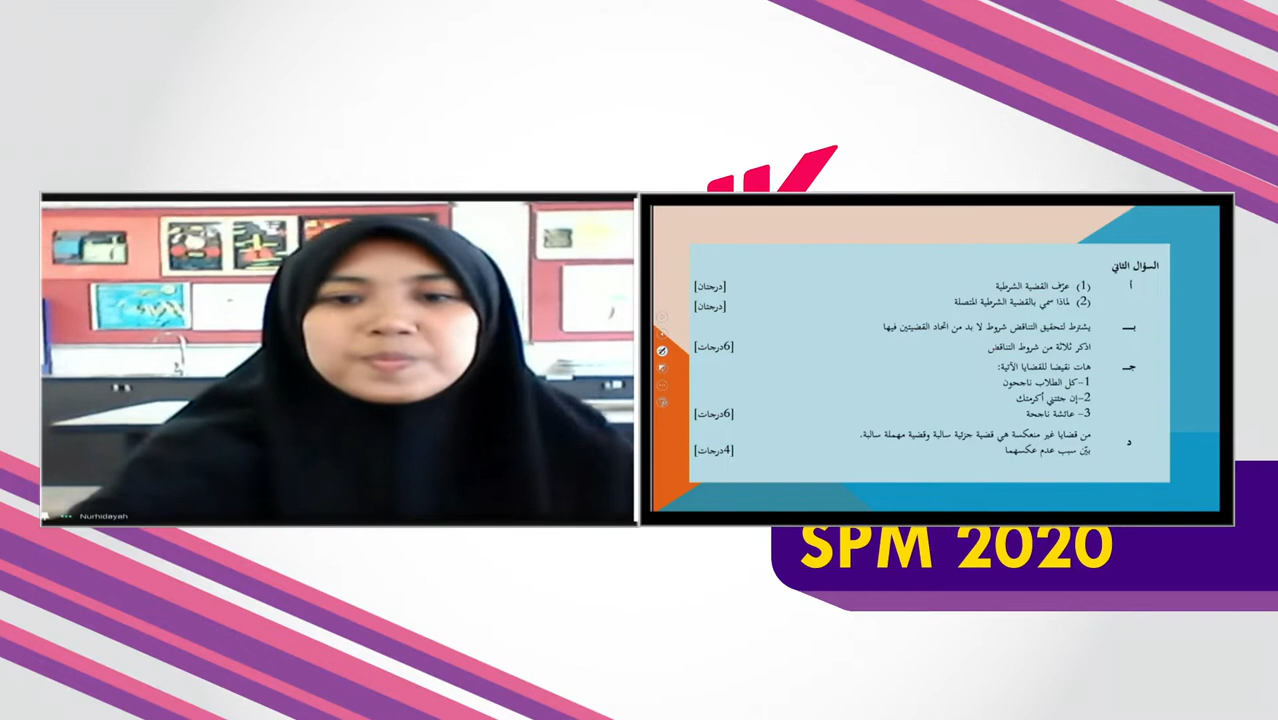 السؤال الثاني
أ (1) عرّف القضية الشرطية [درجتان]
(2) لماذا سمي بالقضية الشرطية المتصلة [درجتان]
بـ يشترط لتحقيق التناقض شروط لا بد من اتحاد القضيتين فيها
اذكر ثلاثة من شروط التناقض [6درجات]
جـ هات نقيضا للقضايا الآتية:
1-كل الطلاب ناجحون
2-إن جئتني أكرمتك
3- عائشة ناجحة [6درجات]
د من قضايا غير منعكسة هي قضية جزئية سالبة وقضية مهملة سالبة.
بيّن سبب عدم عكسهما [4درجات]
Nurhidayah
SPM 2020